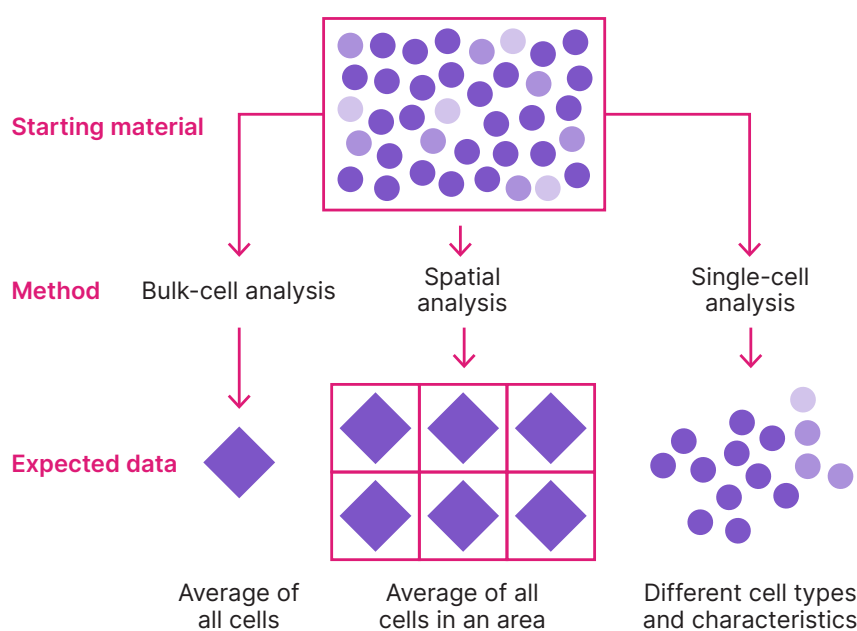 Starting material
Method
Bulk-cell analysis
Spatial
analysis
Single-cell
analysis
Expected data
Average of
all cells
Average of all
cells in an area
Different cell types
and characteristics